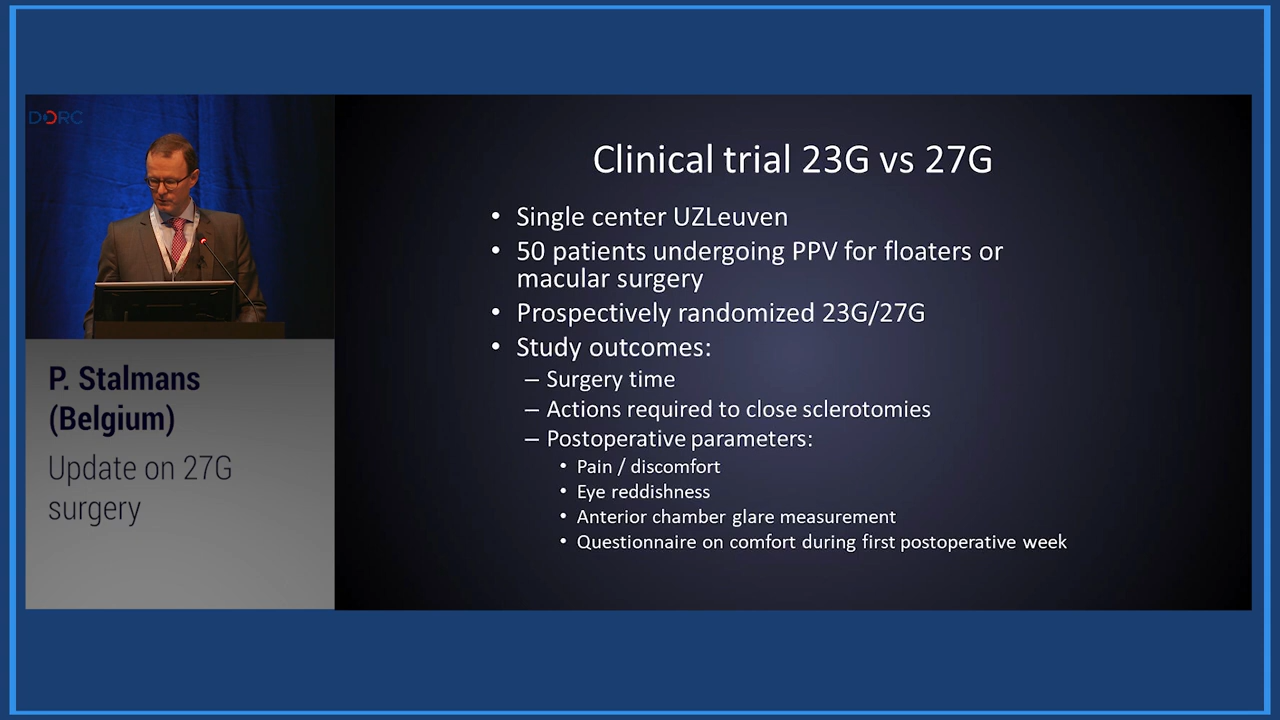 DORC
P. Stalmans
(Belgium)
Update on 27G
surgery
Clinical trial 23G vs 27G
• Single center UZLeuven
• 50 patients undergoing PPV for floaters or
macular surgery
• Prospectively randomized 23G/27G
• Study outcomes:
– Surgery time
– Actions required to close sclerotomies
– Postoperative parameters:
• Pain / discomfort
• Eye reddishness
• Anterior chamber glare measurement
• Questionnaire on comfort during first postoperative week